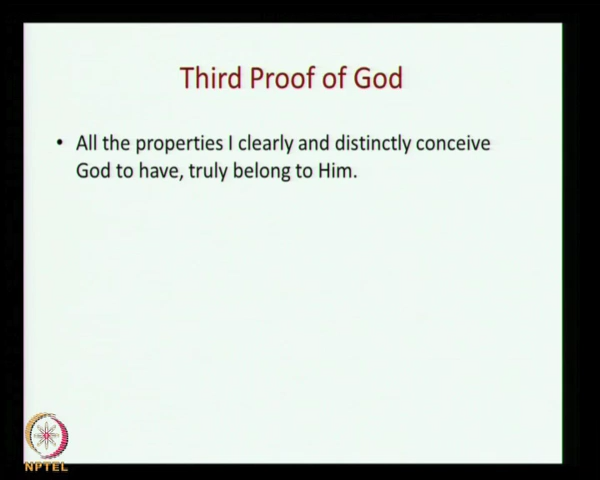 Third Proof of God
• All the properties I clearly and distinctly conceive
God to have, truly belong to Him.
NPTEL